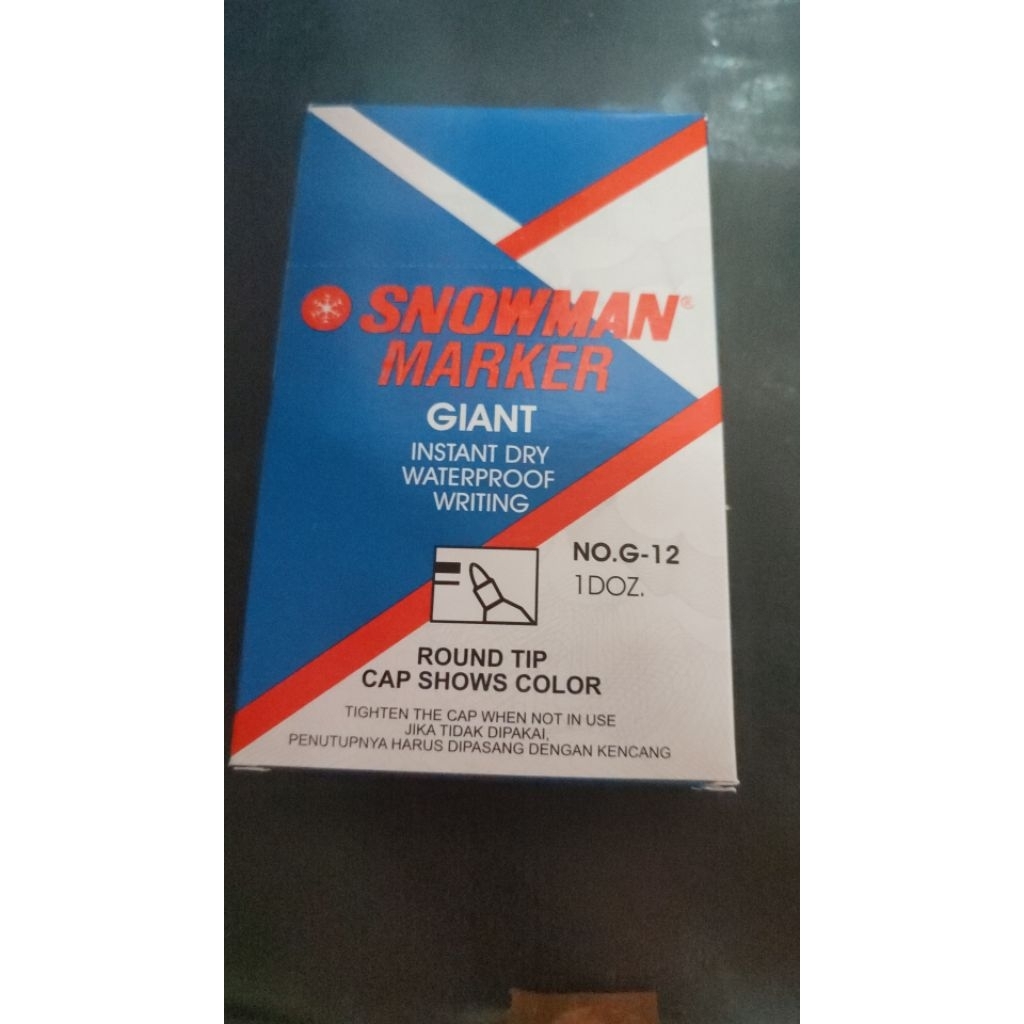 SNOWMAN®
MARKER
GIANT
INSTANT DRY
WATERPROOF
WRITING
NO.G-12
1DOZ.
ROUND TIP
CAP SHOWS COLOR
TIGHTEN THE CAP WHEN NOT IN USE
JIKA TIDAK DIPAKAI,
PENUTUPNYA HARUS DIPASANG DENGAN KENCANG